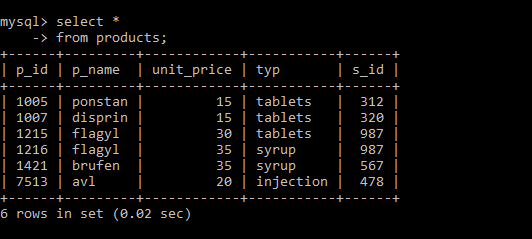 mysql> select *
    -> from products;
+------+---------+------------+-----------+------+
| p_id | p_name  | unit_price | typ       | s_id |
+------+---------+------------+-----------+------+
| 1005 | ponstan |         15 | tablets   |  312 |
| 1007 | disprin |         15 | tablets   |  320 |
| 1215 | flagyl  |         30 | tablets   |  987 |
| 1216 | flagyl  |         35 | syrup     |  987 |
| 1421 | brufen  |         35 | syrup     |  567 |
| 7513 | avl     |         20 | injection |  478 |
+------+---------+------------+-----------+------+
6 rows in set (0.02 sec)